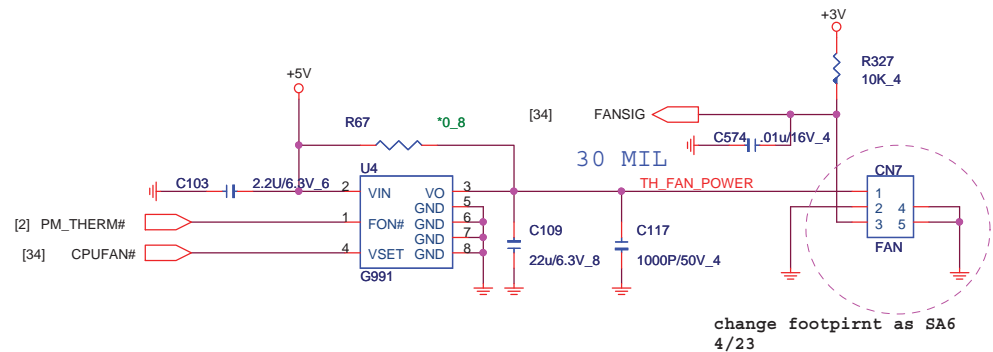 +3V
R327
10K_4
+5V
[34] FANSIG
R67 *0_8
C574 .01u/16V_4
30 MIL
U4
CN7
C103 2.2U/6.3V_6 2 VIN VO 3 TH_FAN_POWER 1
GND 5
2 4
[2] PM_THERM# 1 FON# GND 6
3 5
GND 7
C109 C117 FAN
[34] CPUFAN# 4 VSET GND 8
22u/6.3V_8 1000P/50V_4
G991
change footpirnt as SA6
4/23